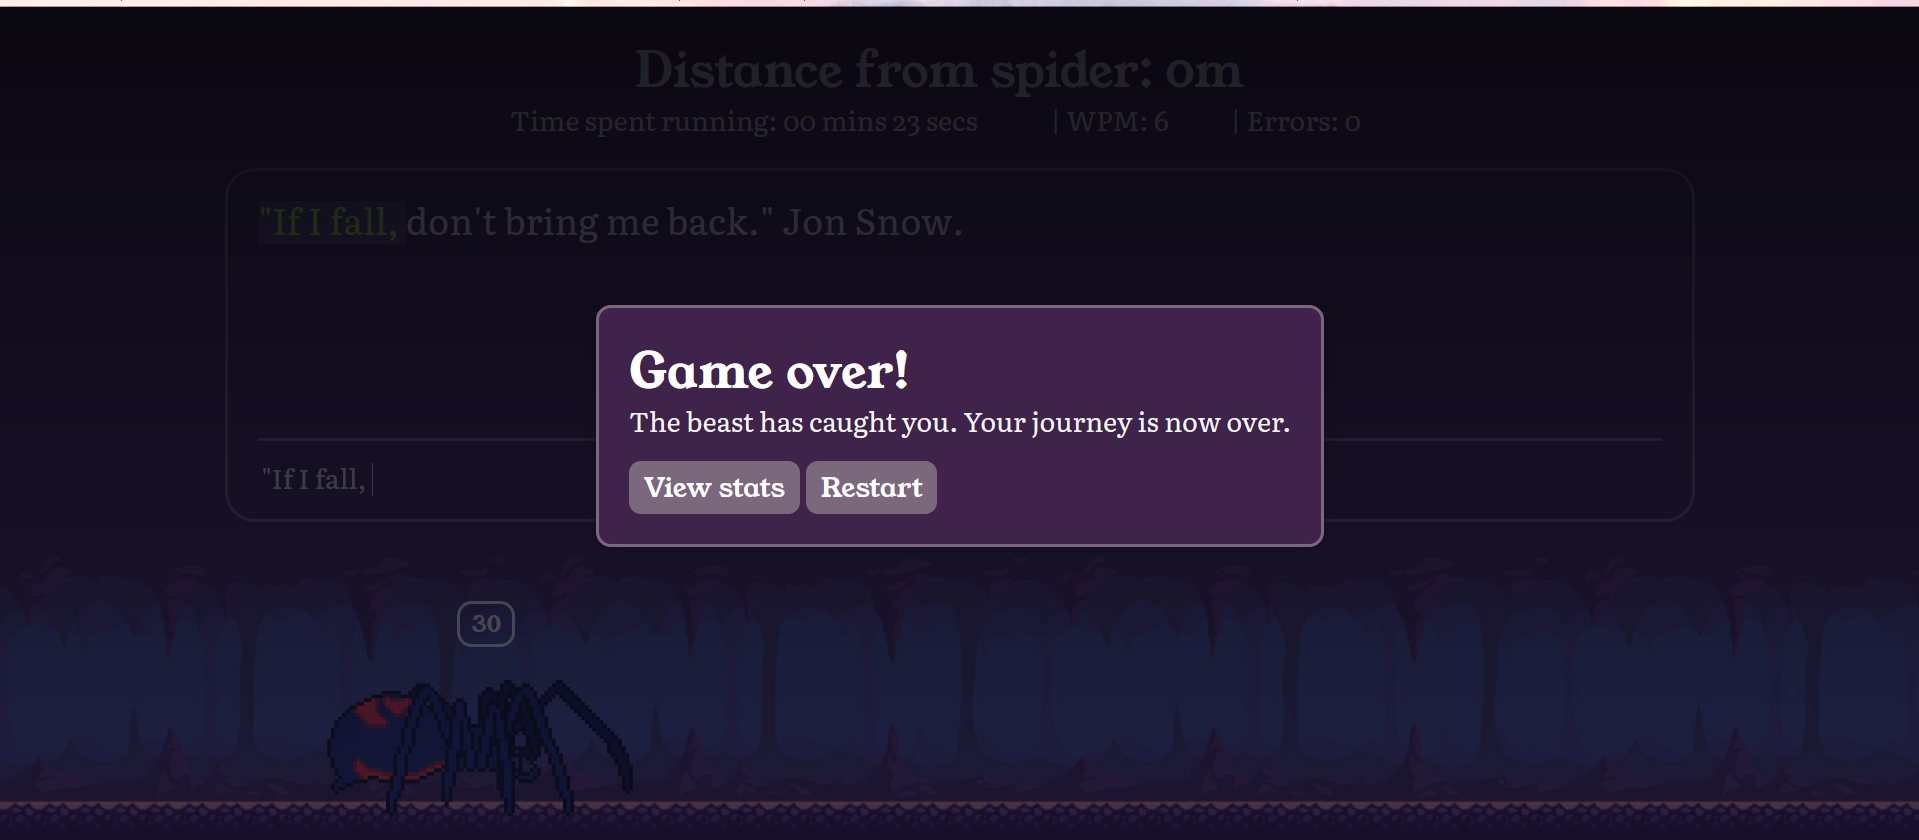 Distance from spider: 0m
Time spent running: 00 mins 23 secs | WPM: 6 | Errors: 0
"If I fall, don't bring me back." Jon Snow.
Game over!
The beast has caught you. Your journey is now over.
"If I fall,
View stats Restart
30